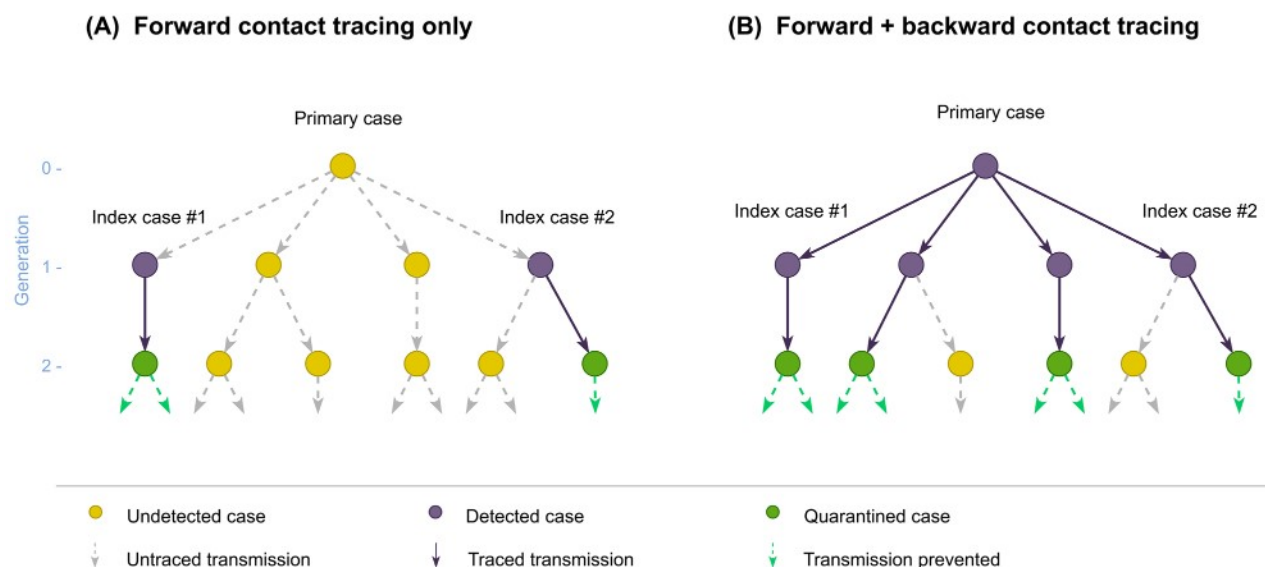 (A) Forward contact tracing only
(B) Forward + backward contact tracing
Primary case
Primary case
0 -
Index case #1
Index case #2
Index case #1
Index case #2
Generation
1 -
2 -
Undetected case
Detected case
Quarantined case
Untraced transmission
Traced transmission
Transmission prevented